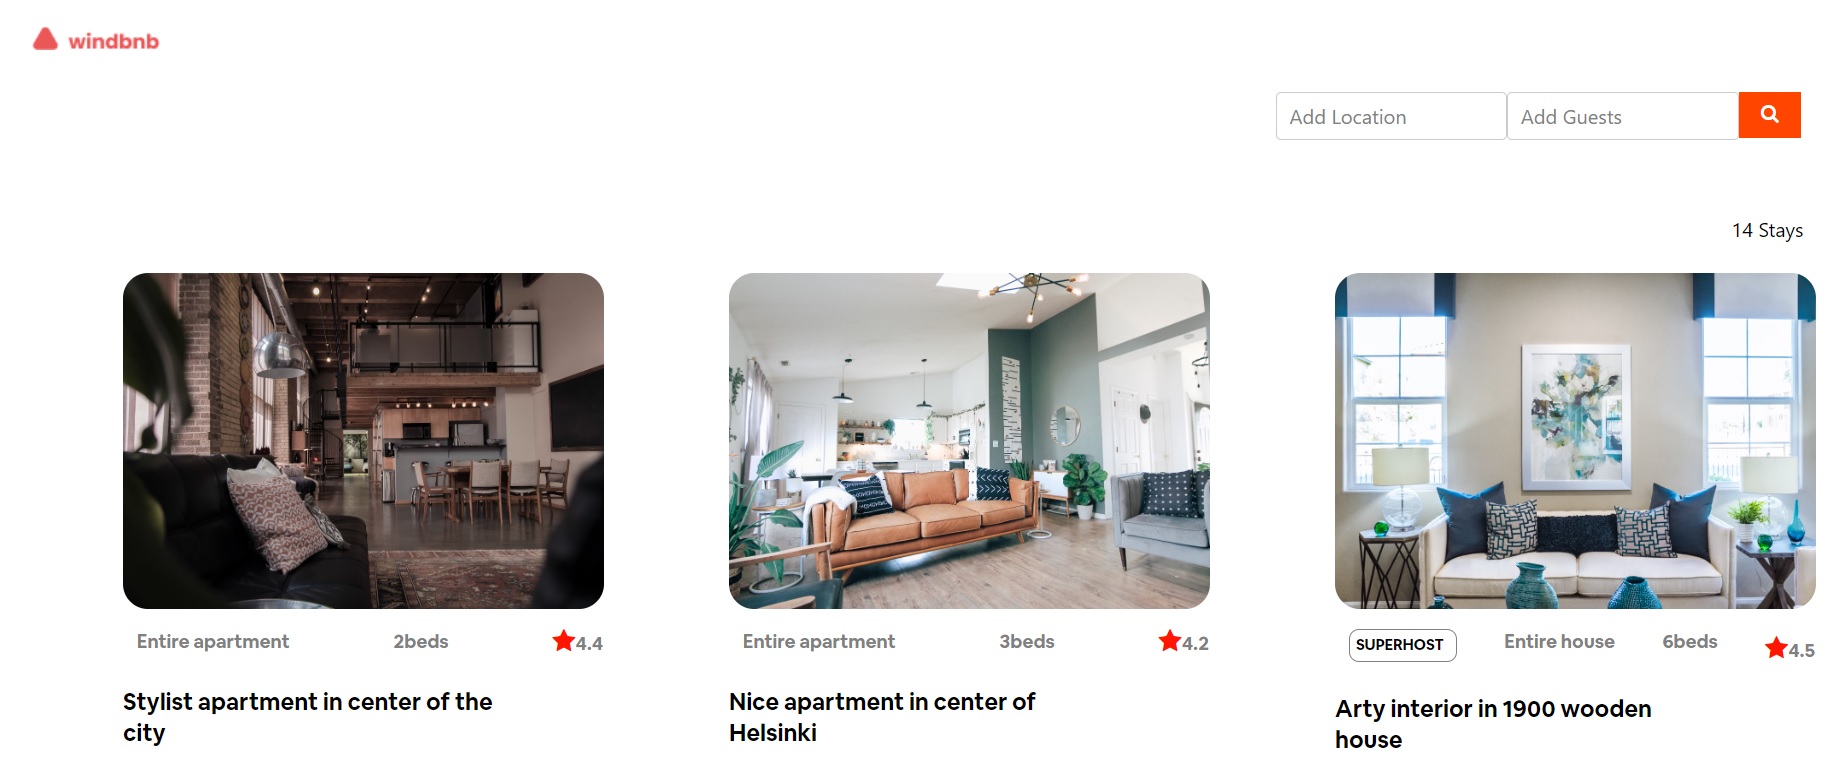 windbnb
Add Location
Add Guests
14 Stays
Entire apartment 2beds 4.4
Stylist apartment in center of the
city
Entire apartment 3beds 4.2
Nice apartment in center of
Helsinki
SUPERHOST Entire house 6beds 4.5
Arty interior in 1900 wooden
house